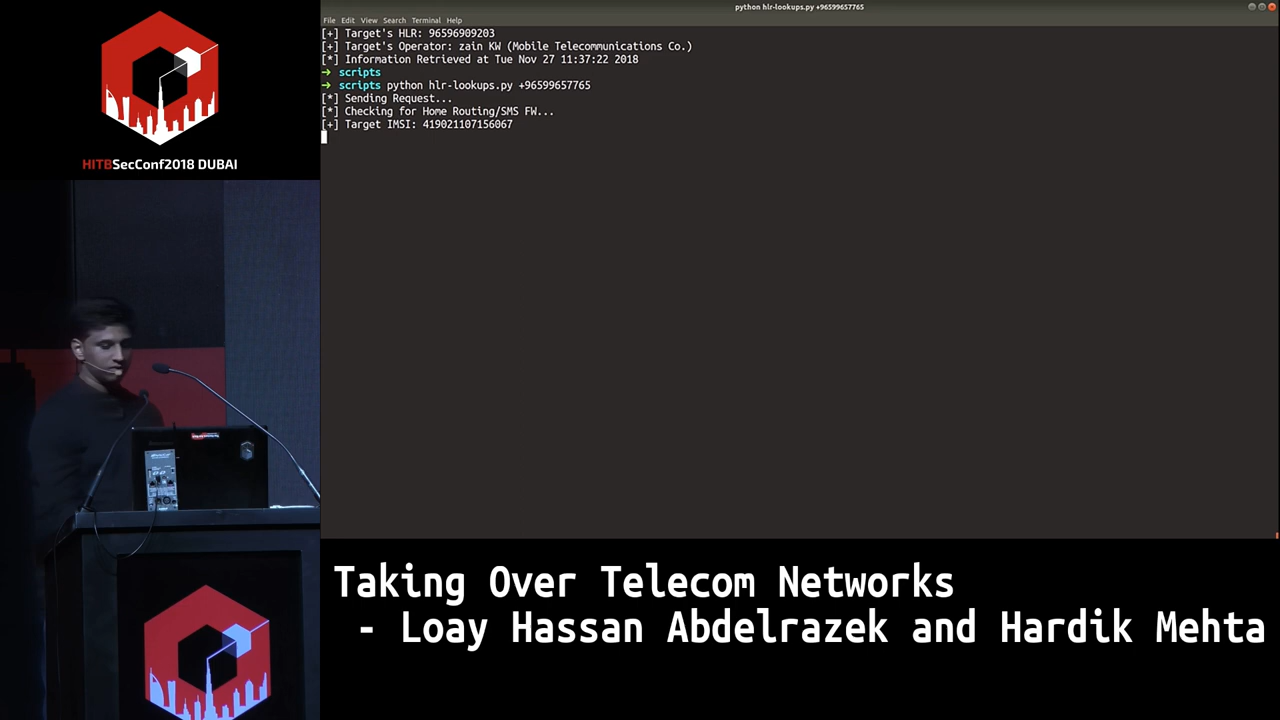 HITBSecConf2018 DUBAI
python hlr-lookups.py +96599657765
File Edit View Search Terminal Help
[+] Target's HLR: 96596909203
[+] Target's Operator: zain KW (Mobile Telecommunications Co.)
[*] Information Retrieved at Tue Nov 27 11:37:22 2018
➜ scripts
➜ scripts python hlr-lookups.py +96599657765
[*] Sending Request...
[*] Checking for Home Routing/SMS FW...
[+] Target IMSI: 419021107156067
Taking Over Telecom Networks
- Loay Hassan Abdelrazek and Hardik Mehta